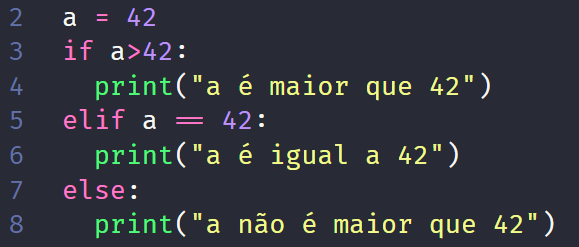 2 a = 42
3 if a>42:
4 print("a é maior que 42")
5 elif a == 42:
6 print("a é igual a 42")
7 else:
8 print("a não é maior que 42")